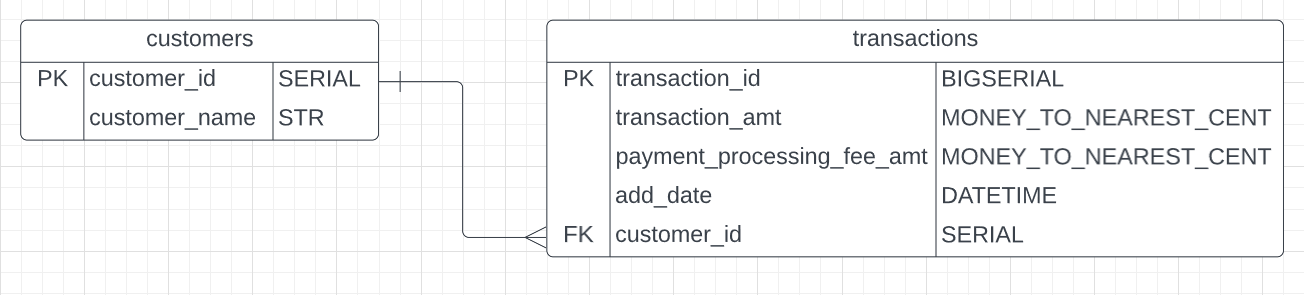 customers
PK customer_id SERIAL
customer_name STR
transactions
PK transaction_id BIGSERIAL
transaction_amt MONEY_TO_NEAREST_CENT
payment_processing_fee_amt MONEY_TO_NEAREST_CENT
add_date DATETIME
FK customer_id SERIAL